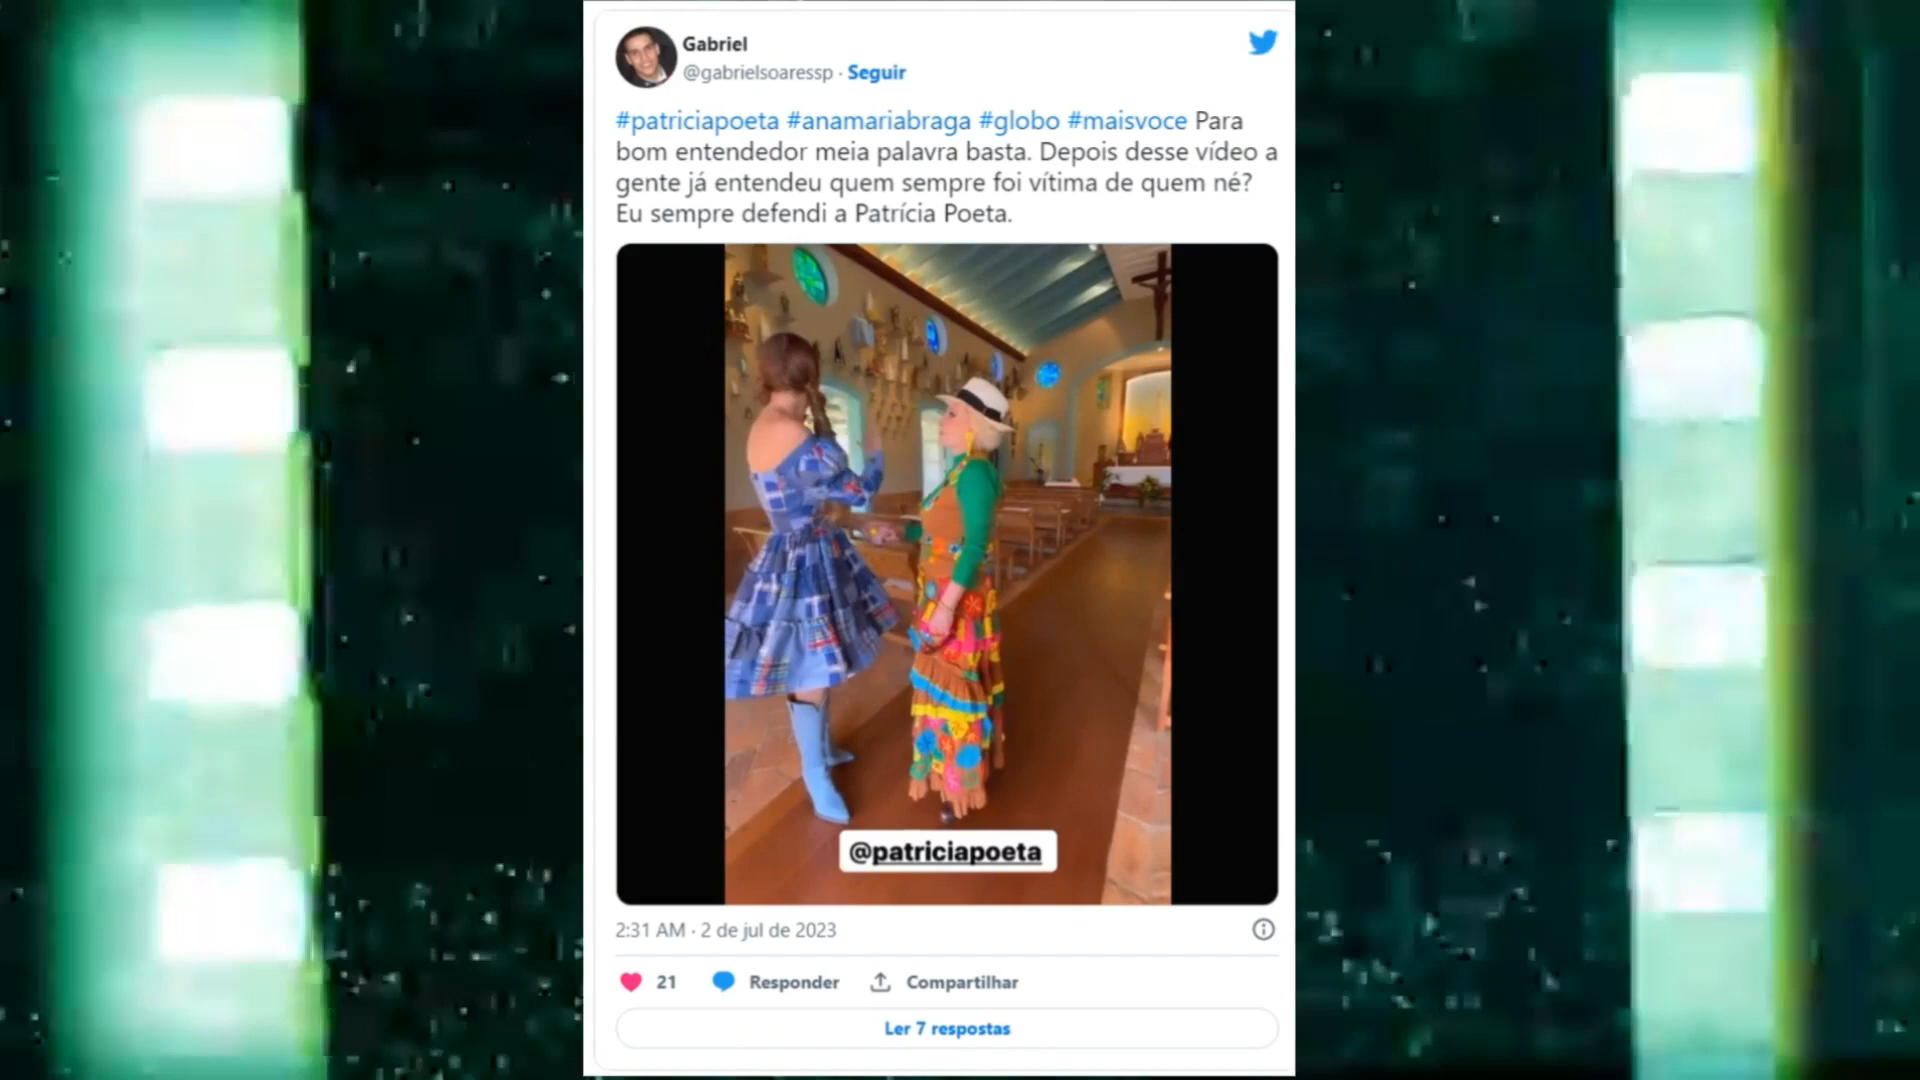 Gabriel
@gabrielsoaressp · Seguir
#patriciapoeta #anamariabraga #globo #maisvoce Para
bom entendedor meia palavra basta. Depois desse vídeo a
gente já entendeu quem sempre foi vítima de quem né?
Eu sempre defendi a Patrícia Poeta.
@patriciapoeta
2:31 AM · 2 de jul de 2023
21 Responder Compartilhar
Ler 7 respostas